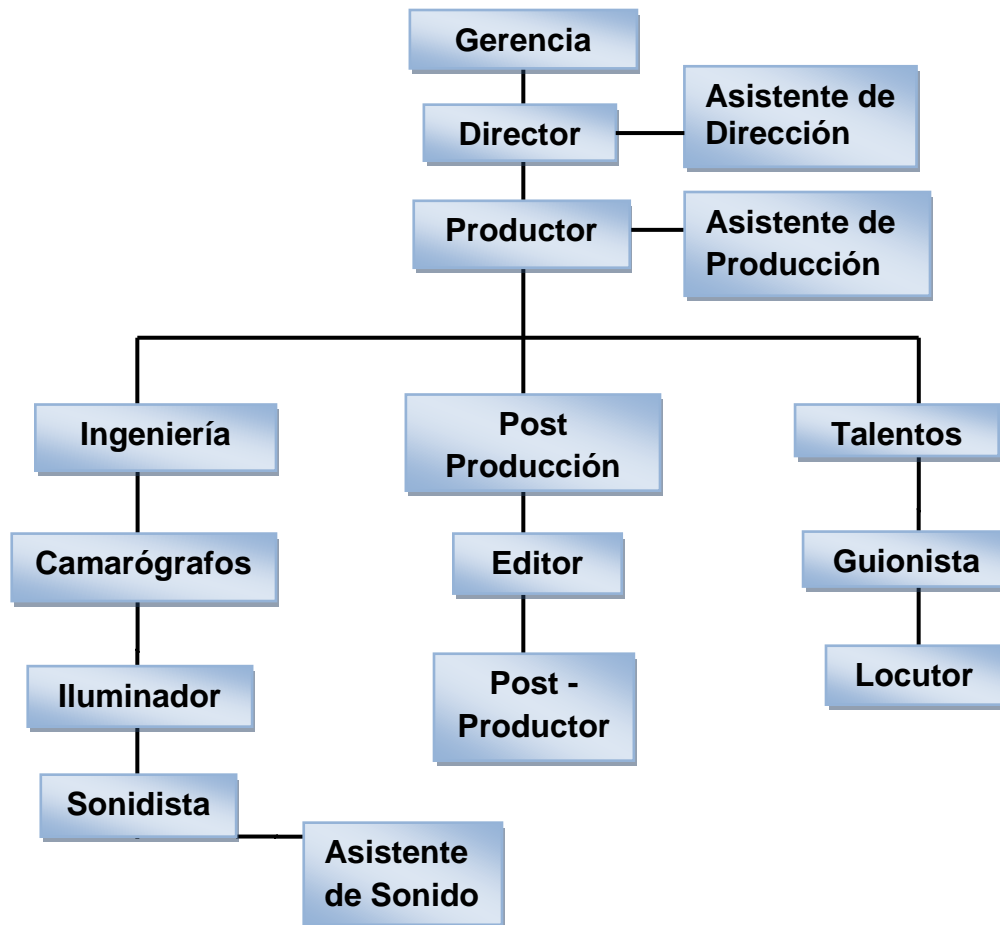 Gerencia
Director
Asistente de
Dirección
Productor
Asistente de
Producción
Ingeniería
Post
Producción
Talentos
Camarógrafos
Editor
Guionista
Iluminador
Post -
Productor
Locutor
Sonidista
Asistente
de Sonido